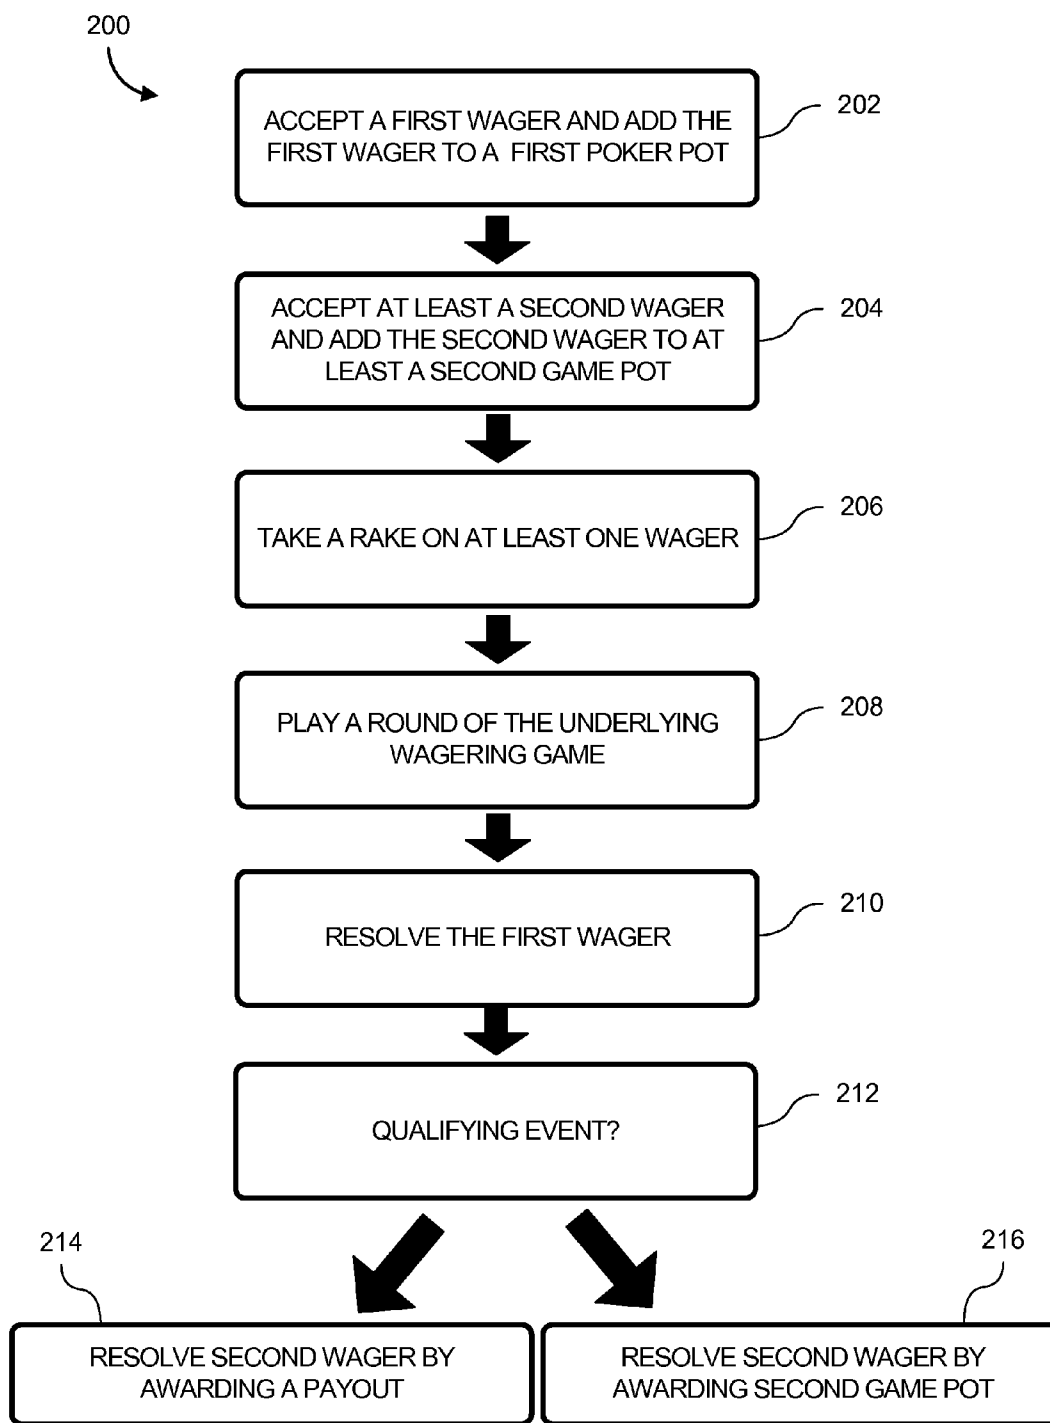 200
ACCEPT A FIRST WAGER AND ADD THE
FIRST WAGER TO A FIRST POKER POT
202
ACCEPT AT LEAST A SECOND WAGER
AND ADD THE SECOND WAGER TO AT
LEAST A SECOND GAME POT
204
TAKE A RAKE ON AT LEAST ONE WAGER
206
PLAY A ROUND OF THE UNDERLYING
WAGERING GAME
208
RESOLVE THE FIRST WAGER
210
QUALIFYING EVENT?
212
214
RESOLVE SECOND WAGER BY
AWARDING A PAYOUT
216
RESOLVE SECOND WAGER BY
AWARDING SECOND GAME POT